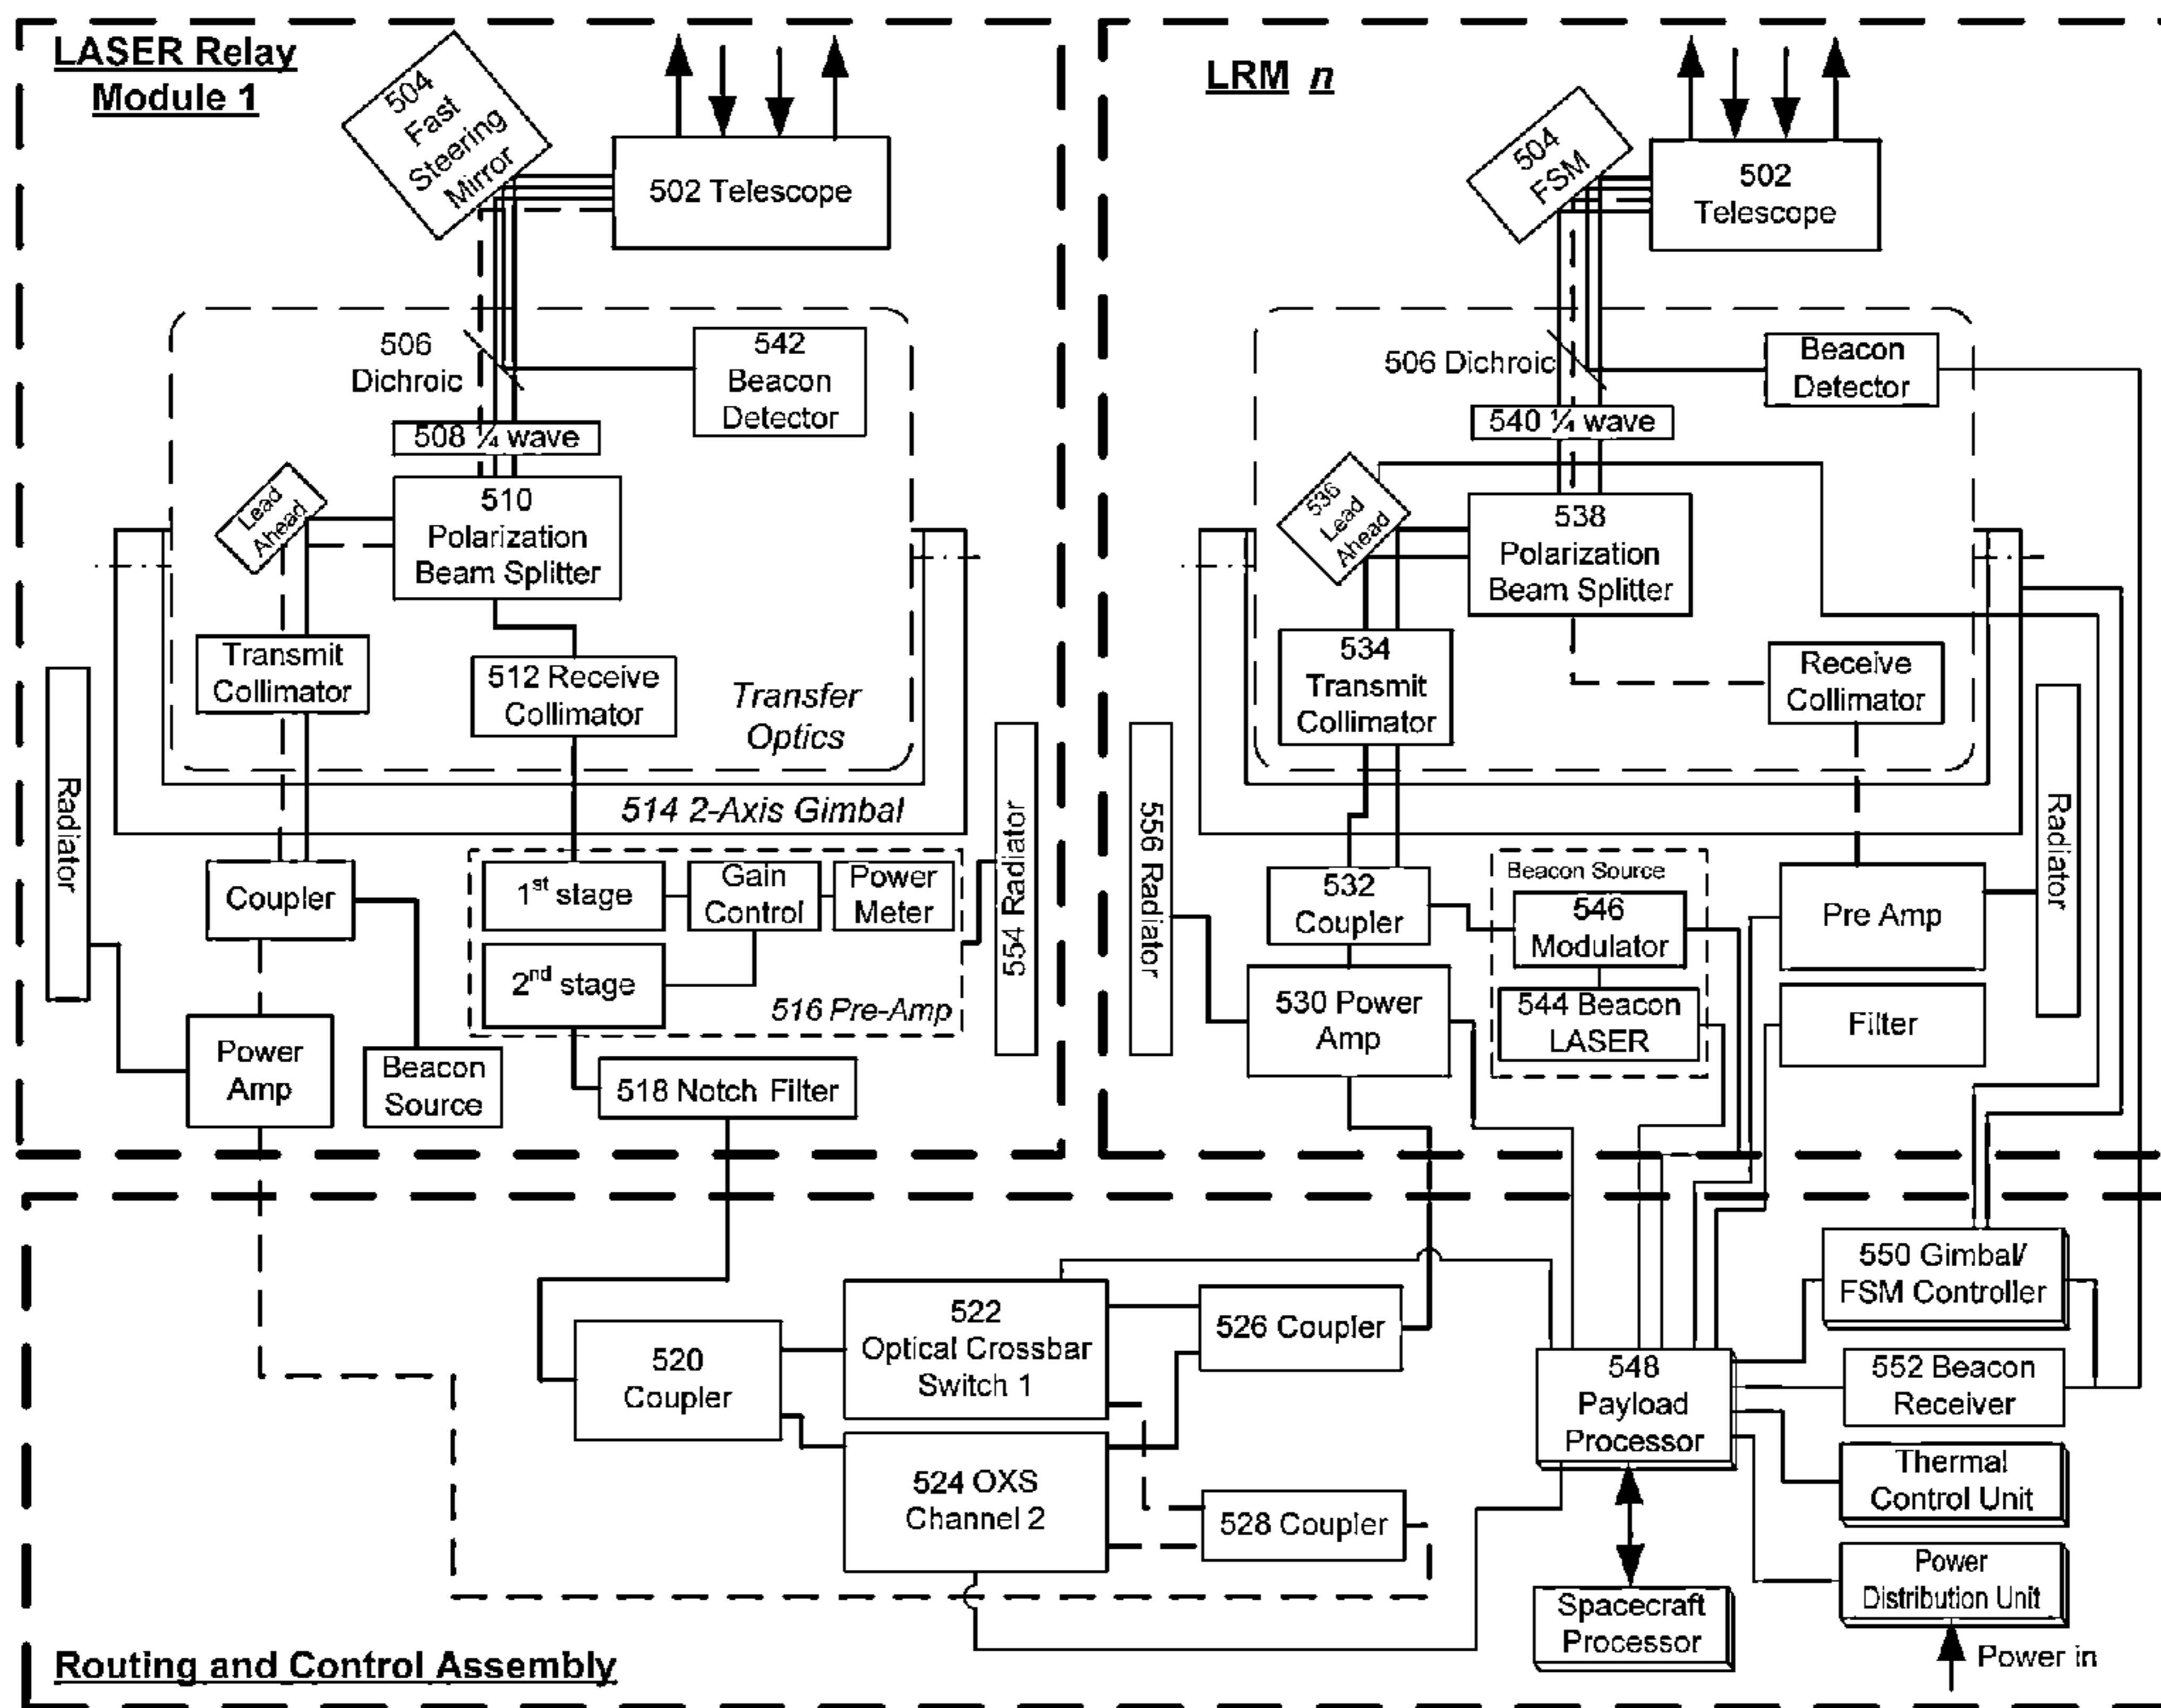 LASER Relay
Module 1
504
Fast
Steering
Mirror
502 Telescope
506
Dichroic
542
Beacon
Detector
508 ¼ wave
510
Polarization
Beam Splitter
Lead
Ahead
Transmit
Collimator
512 Receive
Collimator
Transfer
Optics
514 2-Axis Gimbal
Radiator
Coupler
1st stage
Gain
Control
Power
Meter
2nd stage
516 Pre-Amp
554 Radiator
Power
Amp
Beacon
Source
518 Notch Filter
LRM n
504
FSM
502
Telescope
506 Dichroic
Beacon
Detector
540 ¼ wave
536
Lead
Ahead
538
Polarization
Beam Splitter
534
Transmit
Collimator
Receive
Collimator
556 Radiator
Radiator
532
Coupler
Beacon Source
546
Modulator
544 Beacon
LASER
Pre Amp
530 Power
Amp
Filter
520
Coupler
522
Optical Crossbar
Switch 1
524 OXS
Channel 2
526 Coupler
528 Coupler
548
Payload
Processor
550 Gimbal/
FSM Controller
552 Beacon
Receiver
Thermal
Control Unit
Power
Distribution Unit
Spacecraft
Processor
Power in
Routing and Control Assembly